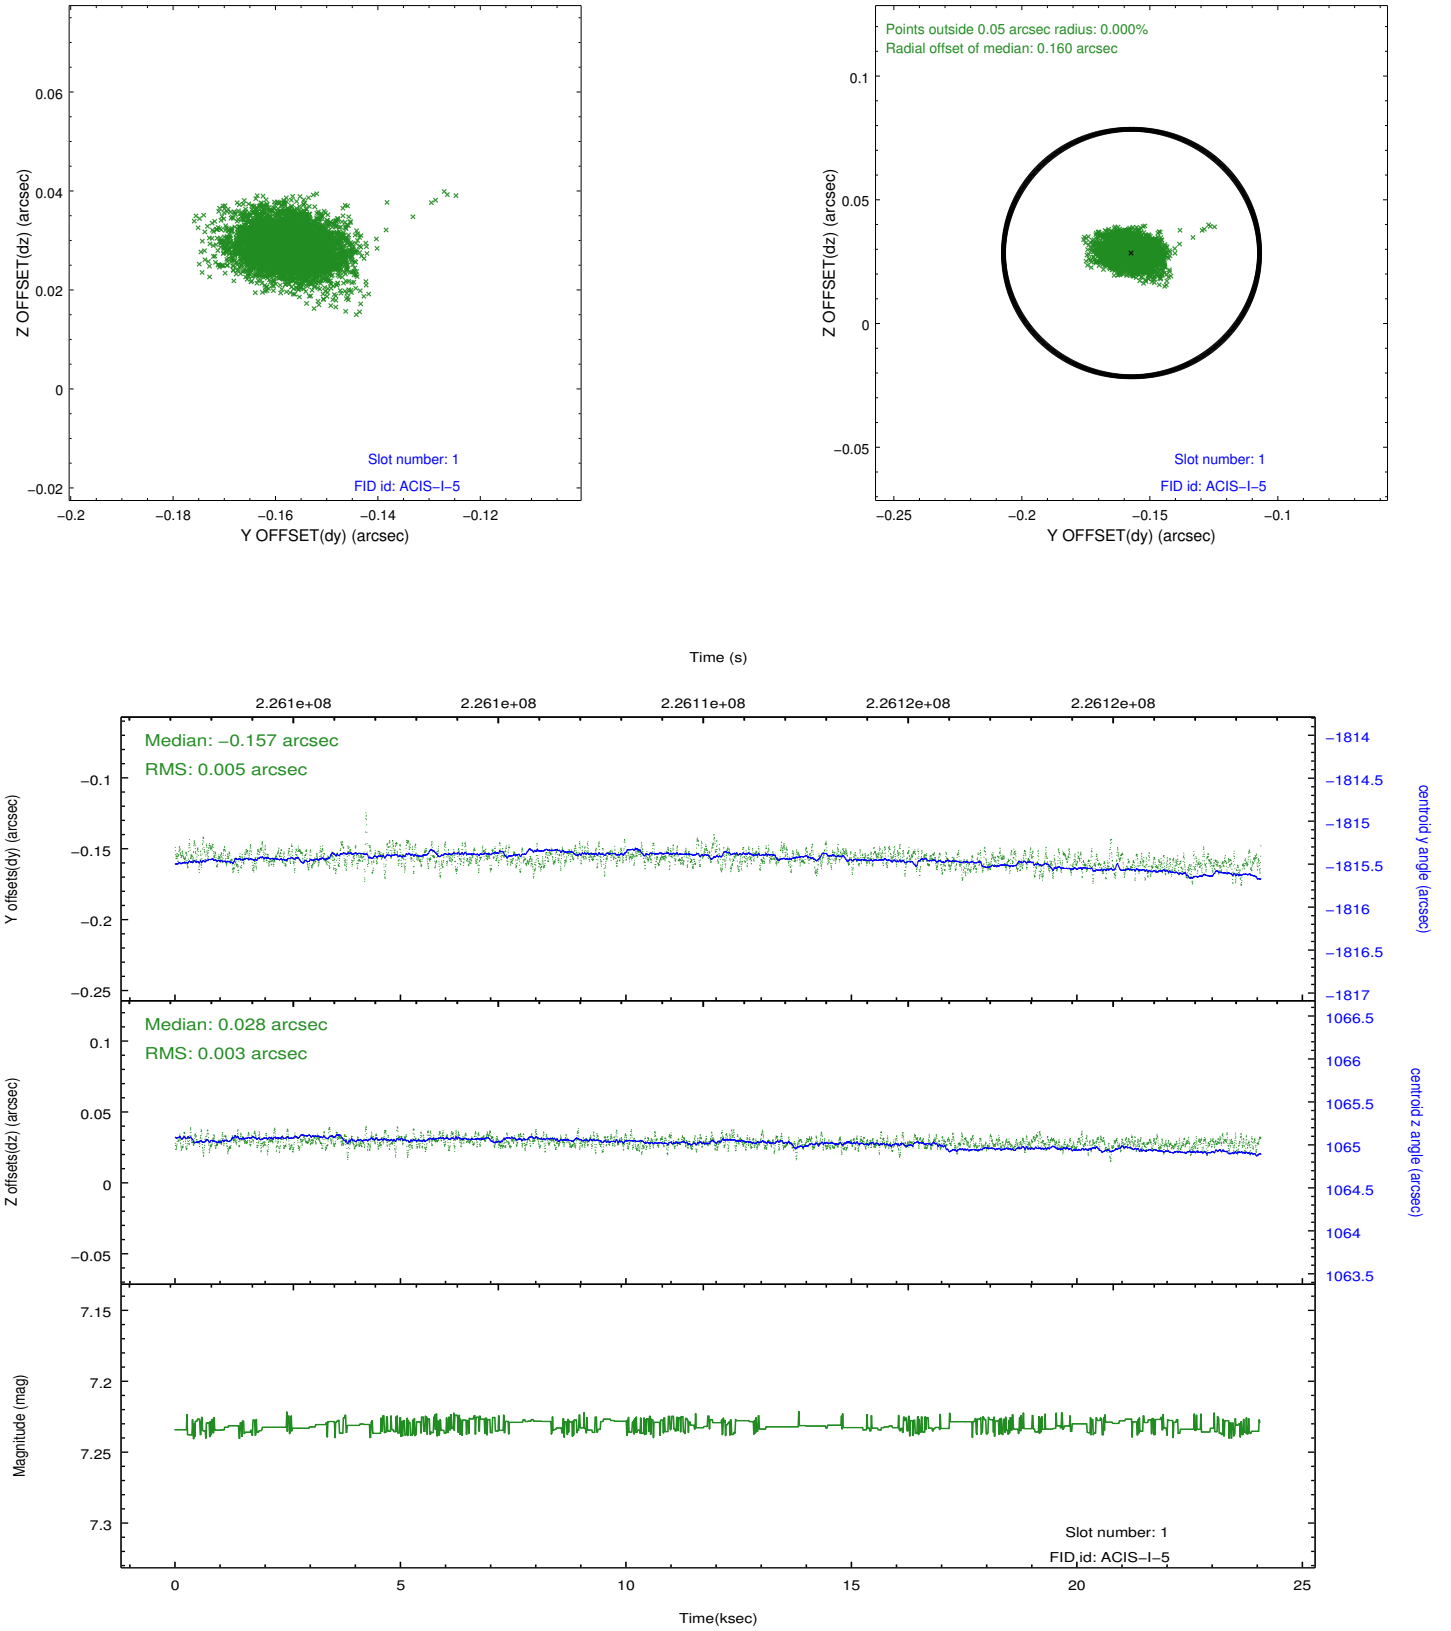 0.06
0.04
0.02
0
−0.02
Z OFFSET(dz) (arcsec)
−0.2 −0.18 −0.16 −0.14 −0.12
Y OFFSET(dy) (arcsec)
Slot number: 1
FID id: ACIS−I−5
Points outside 0.05 arcsec radius: 0.000%
Radial offset of median: 0.160 arcsec
0.1
0.05
0
−0.05
Z OFFSET(dz) (arcsec)
Slot number: 1
FID id: ACIS−I−5
−0.25 −0.2 −0.15 −0.1
Y OFFSET(dy) (arcsec)
Time (s)
2.261e+08 2.261e+08 2.2611e+08 2.2612e+08 2.2612e+08
Median: −0.157 arcsec
RMS: 0.005 arcsec
−0.1
−0.15
−0.2
−0.25
Y offsets(dy) (arcsec)
−1814
−1814.5
−1815
−1815.5
−1816
−1816.5
−1817
centroid y angle (arcsec)
Median: 0.028 arcsec
RMS: 0.003 arcsec
0.1
0.05
0
−0.05
Z offsets(dz) (arcsec)
1066.5
1066
1065.5
1065
1064.5
1064
1063.5
centroid z angle (arcsec)
7.15
7.2
7.25
7.3
Magnitude (mag)
Slot number: 1
FID id: ACIS−I−5
0 5 10 15 20 25
Time(ksec)